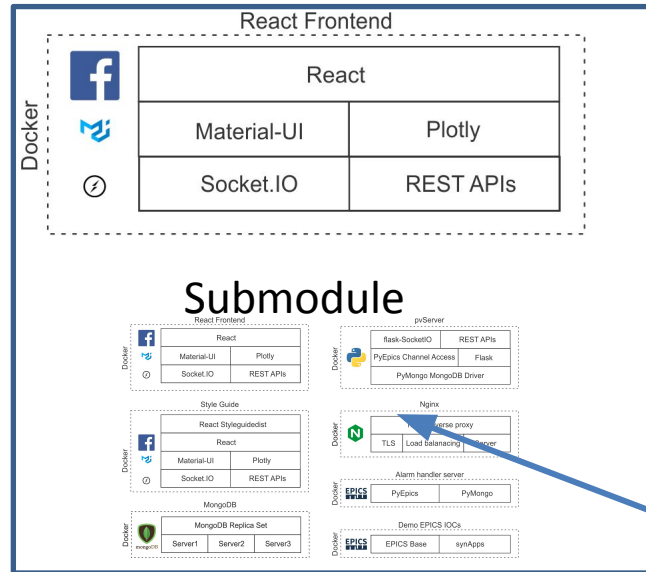 React Frontend
Docker
React
Material-UI
Plotly
Socket.IO
REST APIs
Submodule
React Frontend
Docker
React
Material-UI
Plotly
Socket.IO
REST APIs
pvServer
Docker
flask-SocketIO
REST APIs
PyEpics Channel Access
Flask
PyMongo MongoDB Driver
Style Guide
Docker
React Styleguidedist
React
Material-UI
Plotly
Socket.IO
REST APIs
Nginx
Docker
N
proxy
TLS
Load balanacing
Alarm handler server
Docker
EPICS
PyEpics
PyMongo
MongoDB
Docker
mongoDB
MongoDB Replica Set
Server1
Server2
Server3
Demo EPICS IOCs
Docker
EPICS
EPICS Base
synApps